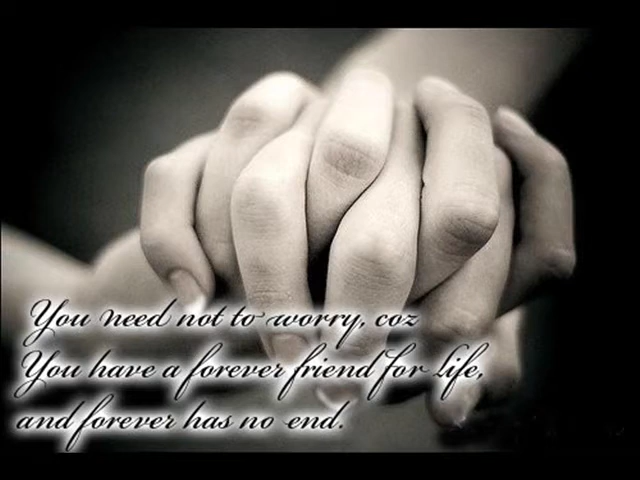 You need not to worry, coz
You have a forever friend for life,
and forever has no end.